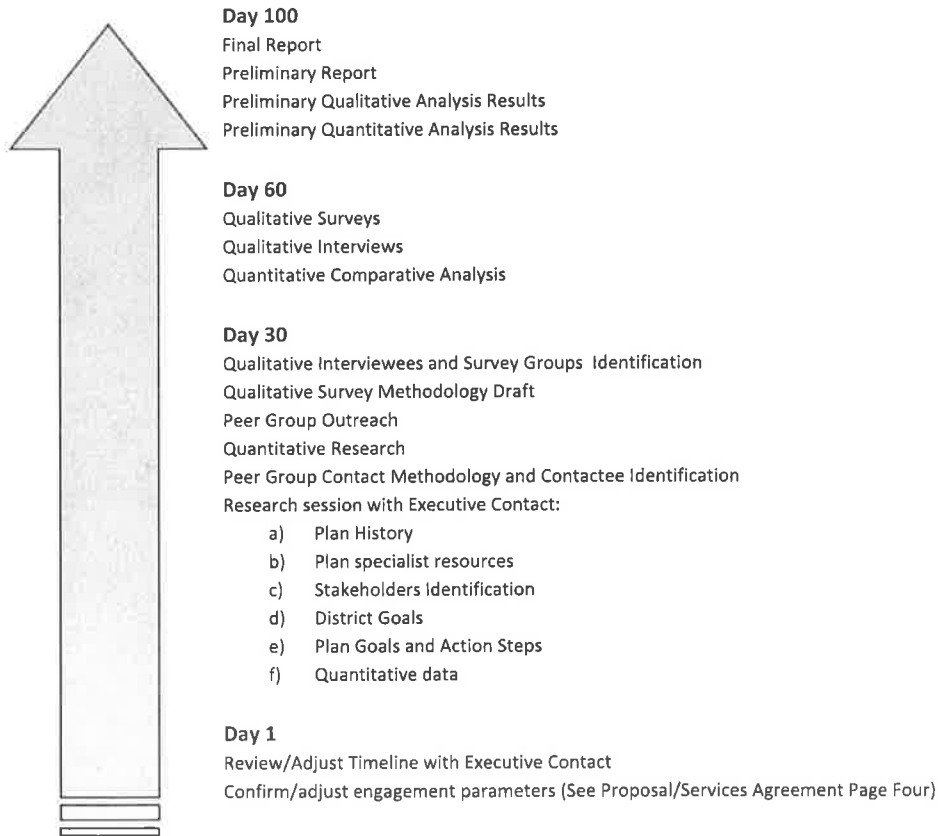 Day 100
Final Report
Preliminary Report
Preliminary Qualitative Analysis Results
Preliminary Quantitative Analysis Results
Day 60
Qualitative Surveys
Qualitative Interviews
Quantitative Comparative Analysis
Day 30
Qualitative Interviewees and Survey Groups Identification
Qualitative Survey Methodology Draft
Peer Group Outreach
Quantitative Research
Peer Group Contact Methodology and Contactee Identification
Research session with Executive Contact:
a) Plan History
b) Plan specialist resources
c) Stakeholders Identification
d) District Goals
e) Plan Goals and Action Steps
f) Quantitative data
Day 1
Review/Adjust Timeline with Executive Contact
Confirm/adjust engagement parameters (See Proposal/Services Agreement Page Four)